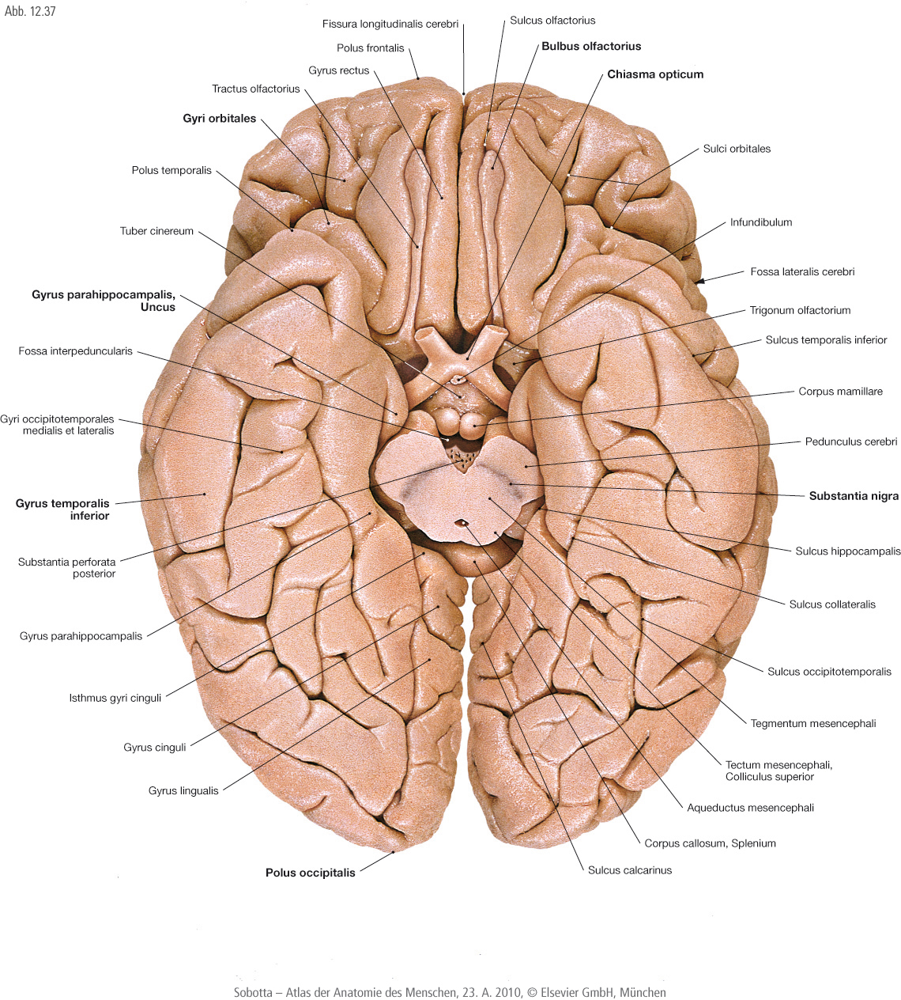 Abb. 12.37
Fissura longitudinalis cerebri
Sulcus olfactorius
Polus frontalis
Bulbus olfactorius
Gyrus rectus
Chiasma opticum
Tractus olfactorius
Gyri orbitales
Sulci orbitales
Polus temporalis
Infundibulum
Tuber cinereum
Fossa lateralis cerebri
Gyrus parahippocampalis,
Uncus
Trigonum olfactorium
Sulcus temporalis inferior
Fossa interpeduncularis
Corpus mamillare
Gyri occipitotemporales
medialis et lateralis
Pedunculus cerebri
Substantia nigra
Gyrus temporalis
inferior
Sulcus hippocampalis
Substantia perforata
posterior
Sulcus collateralis
Gyrus parahippocampalis
Sulcus occipitotemporalis
Isthmus gyri cinguli
Tegmentum mesencephali
Gyrus cinguli
Tectum mesencephali,
Colliculus superior
Gyrus lingualis
Aqueductus mesencephali
Corpus callosum, Splenium
Polus occipitalis
Sulcus calcarinus
Sobotta – Atlas der Anatomie des Menschen, 23. A. 2010, © Elsevier GmbH, München